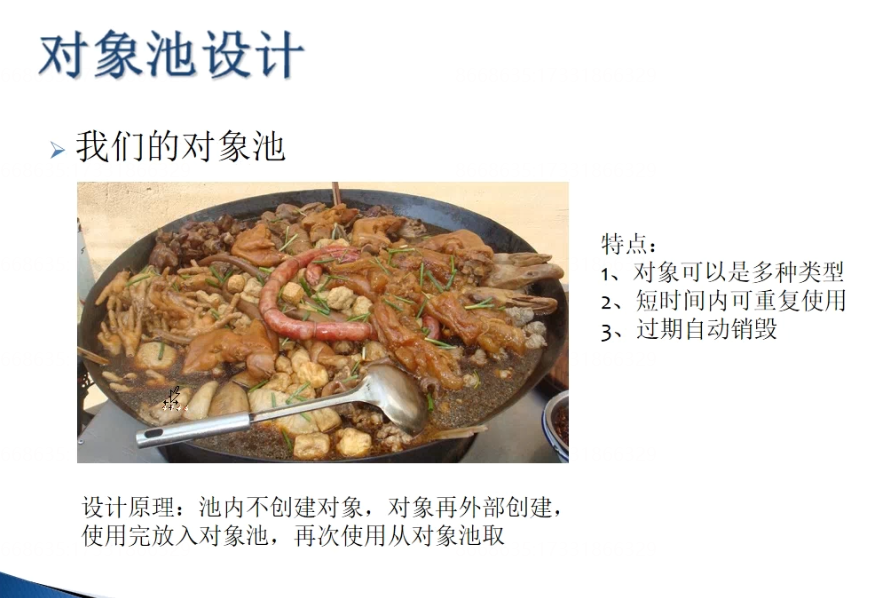 对象池设计
我们的对象池
特点：
1、对象可以是多种类型
2、短时间内可重复使用
3、过期自动销毁
设计原理：池内不创建对象，对象再外部创建，
使用完放入对象池，再次使用从对象池取